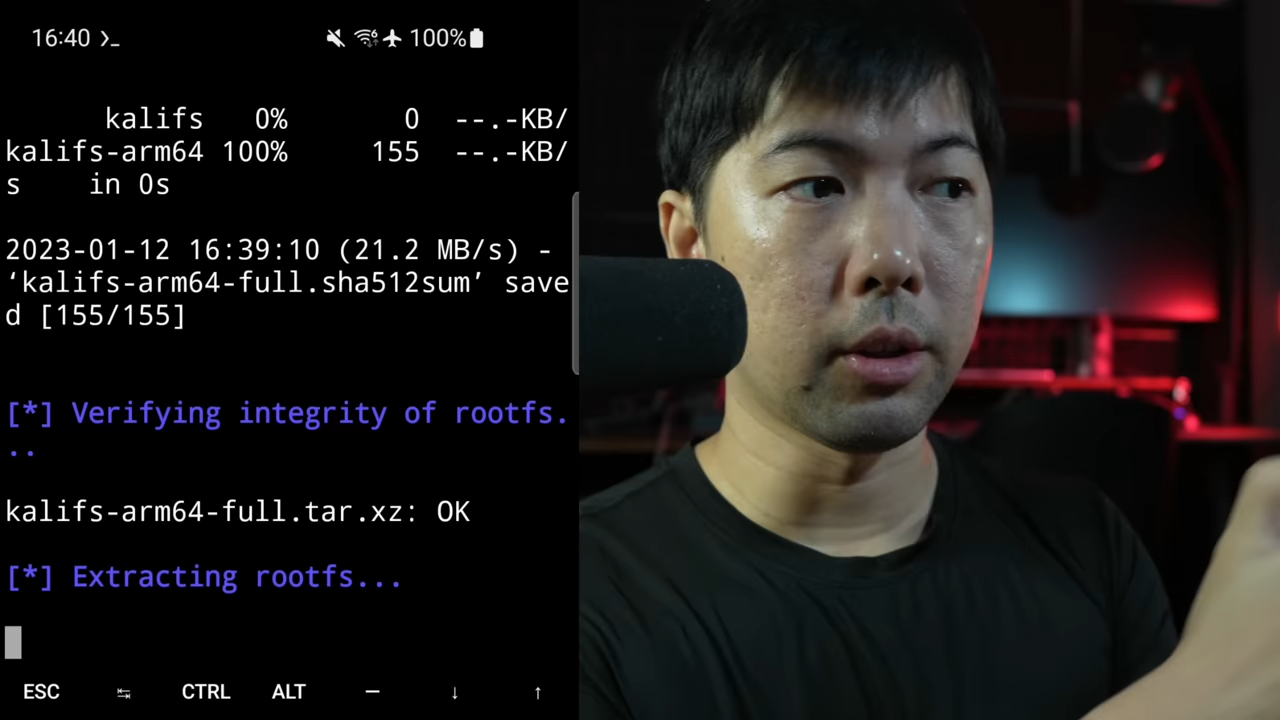 16:40 >_ 100%
kalifs 0% 0 --.-KB/
kalifs-arm64 100% 155 --.-KB/
s in 0s
2023-01-12 16:39:10 (21.2 MB/s) -
‘kalifs-arm64-full.sha512sum’ save
d [155/155]
[*] Verifying integrity of rootfs.
..
kalifs-arm64-full.tar.xz: OK
[*] Extracting rootfs...
ESC ↹ CTRL ALT — ↓ ↑